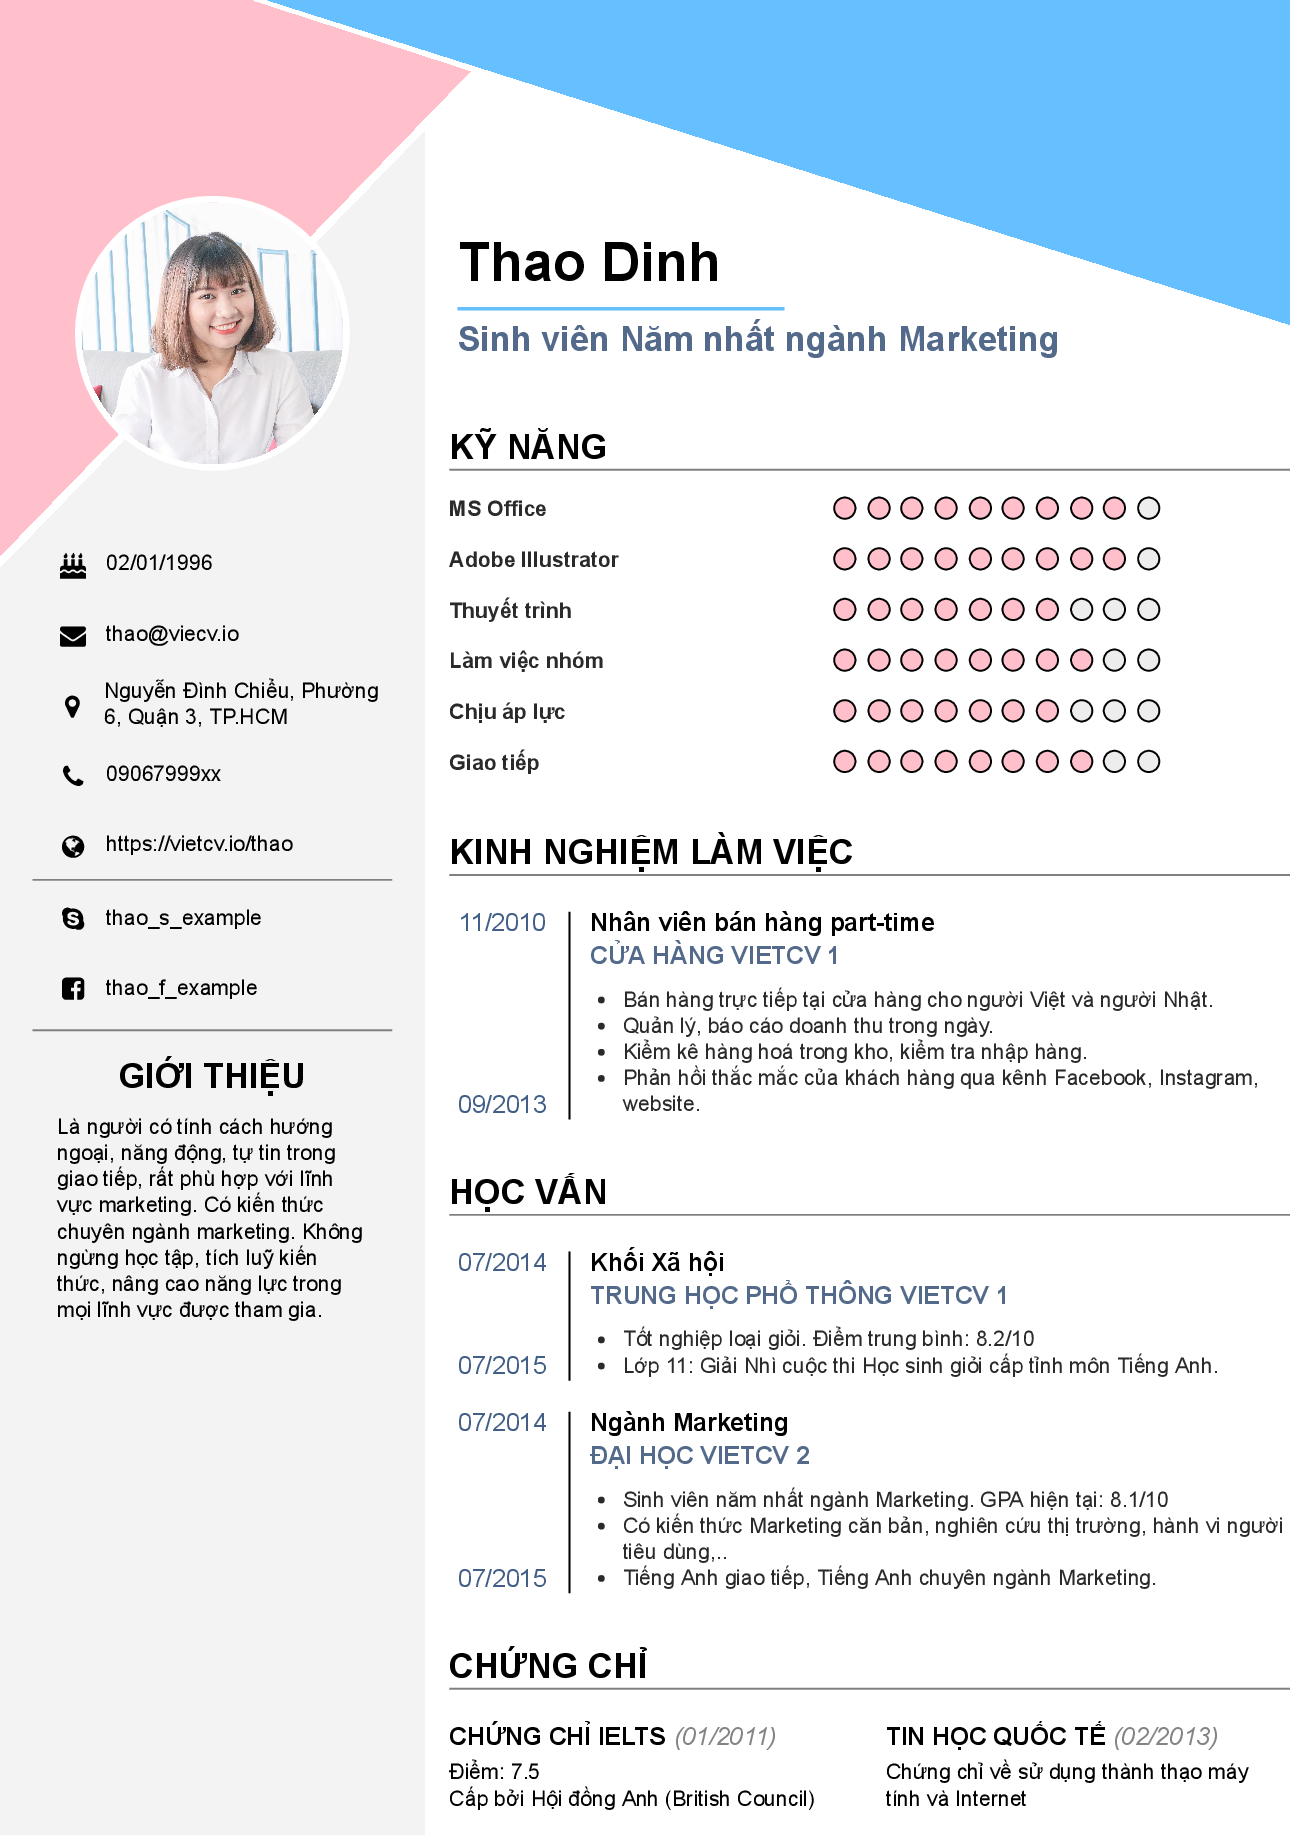 Thao Dinh
Sinh viên Năm nhất ngành Marketing
02/01/1996
thao@viecv.io
Nguyễn Đình Chiểu, Phường
6, Quận 3, TP.HCM
09067999xx
https://vietcv.io/thao
thao_s_example
thao_f_example
GIỚI THIỆU
Là người có tính cách hướng
ngoại, năng động, tự tin trong
giao tiếp, rất phù hợp với lĩnh
vực marketing. Có kiến thức
chuyên ngành marketing. Không
ngừng học tập, tích luỹ kiến
thức, nâng cao năng lực trong
mọi lĩnh vực được tham gia.
KỸ NĂNG
MS Office
Adobe Illustrator
Thuyết trình
Làm việc nhóm
Chịu áp lực
Giao tiếp
KINH NGHIỆM LÀM VIỆC
11/2010
Nhân viên bán hàng part-time
CỬA HÀNG VIETCV 1
• Bán hàng trực tiếp tại cửa hàng cho người Việt và người Nhật.
• Quản lý, báo cáo doanh thu trong ngày.
• Kiểm kê hàng hoá trong kho, kiểm tra nhập hàng.
• Phản hồi thắc mắc của khách hàng qua kênh Facebook, Instagram,
website.
09/2013
HỌC VẤN
07/2014
Khối Xã hội
TRUNG HỌC PHỔ THÔNG VIETCV 1
• Tốt nghiệp loại giỏi. Điểm trung bình: 8.2/10
• Lớp 11: Giải Nhì cuộc thi Học sinh giỏi cấp tỉnh môn Tiếng Anh.
07/2015
07/2014
Ngành Marketing
ĐẠI HỌC VIETCV 2
• Sinh viên năm nhất ngành Marketing. GPA hiện tại: 8.1/10
• Có kiến thức Marketing căn bản, nghiên cứu thị trường, hành vi người
tiêu dùng,..
• Tiếng Anh giao tiếp, Tiếng Anh chuyên ngành Marketing.
07/2015
CHỨNG CHỈ
CHỨNG CHỈ IELTS (01/2011)
Điểm: 7.5
Cấp bởi Hội đồng Anh (British Council)
TIN HỌC QUỐC TẾ (02/2013)
Chứng chỉ về sử dụng thành thạo máy
tính và Internet